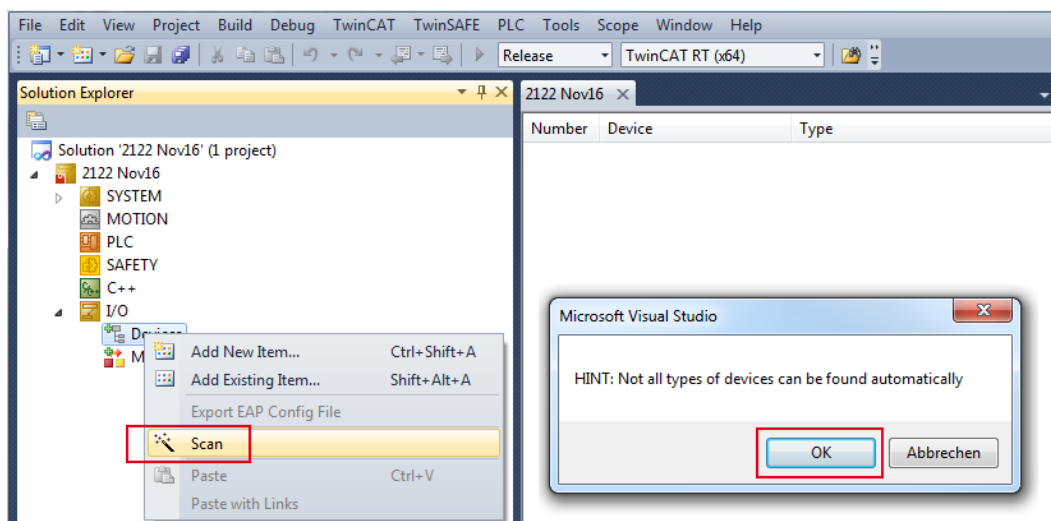 File Edit View Project Build Debug TwinCAT TwinSAFE PLC Tools Scope Window Help
Release TwinCAT RT (x64)
Solution Explorer
Solution '2122 Nov16' (1 project)
2122 Nov16
SYSTEM
MOTION
PLC
SAFETY
C++
I/O
Devices
M
Add New Item... Ctrl+Shift+A
Add Existing Item... Shift+Alt+A
Export EAP Config File
Scan
Paste Ctrl+V
Paste with Links
2122 Nov16
Number Device Type
Microsoft Visual Studio
HINT: Not all types of devices can be found automatically
OK Abbrechen